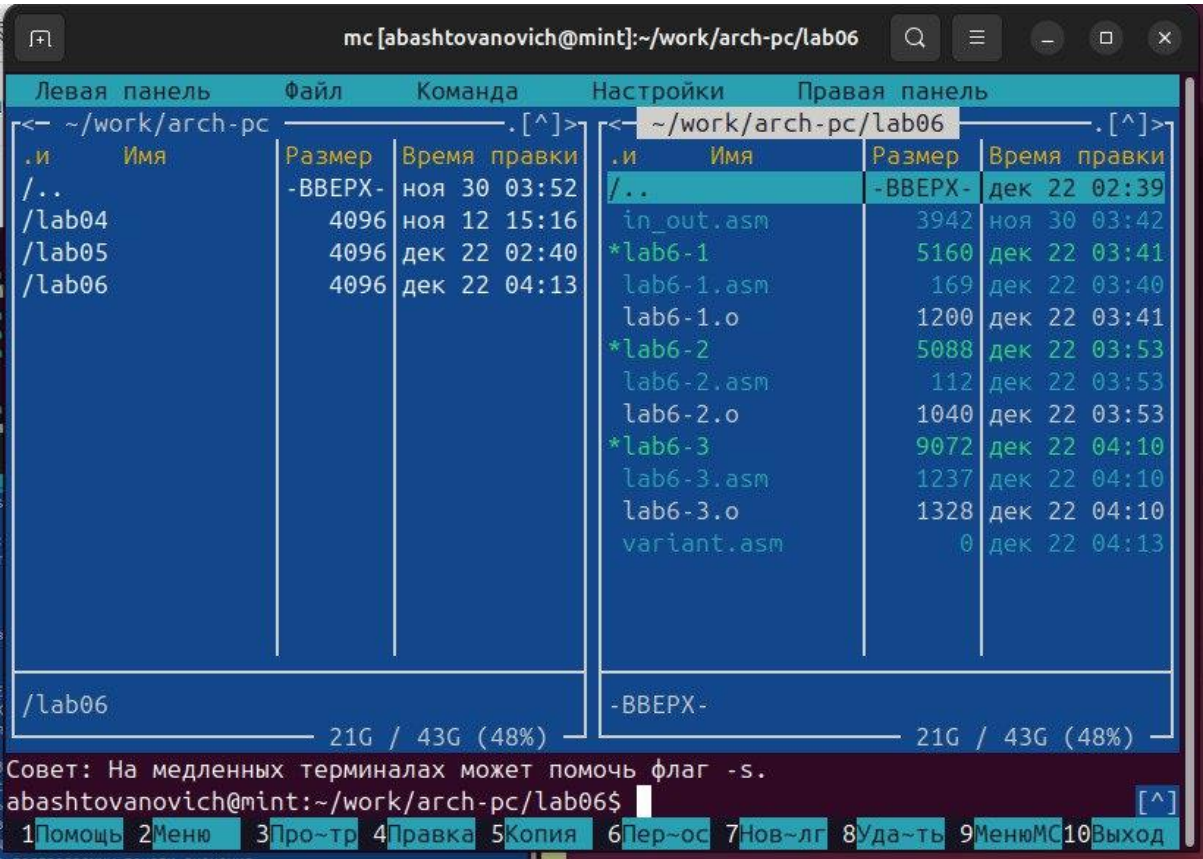 mc [abashtovanovich@mint]:~/work/arch-pc/lab06
Левая панель Файл Команда Настройки Правая панель
<— ~/work/arch-pc .[^]>
.и Имя Размер Время правки
/.. -ВВЕРХ- ноя 30 03:52
/lab04 4096 ноя 12 15:16
/lab05 4096 дек 22 02:40
/lab06 4096 дек 22 04:13
/lab06
21G / 43G (48%)
<— ~/work/arch-pc/lab06 .[^]>
.и Имя Размер Время правки
/.. -ВВЕРХ- дек 22 02:39
in_out.asm 3942 ноя 30 03:42
*lab6-1 5160 дек 22 03:41
lab6-1.asm 169 дек 22 03:40
lab6-1.o 1200 дек 22 03:41
*lab6-2 5088 дек 22 03:53
lab6-2.asm 112 дек 22 03:53
lab6-2.o 1040 дек 22 03:53
*lab6-3 9072 дек 22 04:10
lab6-3.asm 1237 дек 22 04:10
lab6-3.o 1328 дек 22 04:10
variant.asm 0 дек 22 04:13
-ВВЕРХ-
21G / 43G (48%)
Совет: На медленных терминалах может помочь флаг -s.
abashtovanovich@mint:~/work/arch-pc/lab06$ [^]
1Помощь 2Меню 3Про~тр 4Правка 5Копия 6Пер~ос 7Нов~лг 8Уда~ть 9МенюМС 10Выход